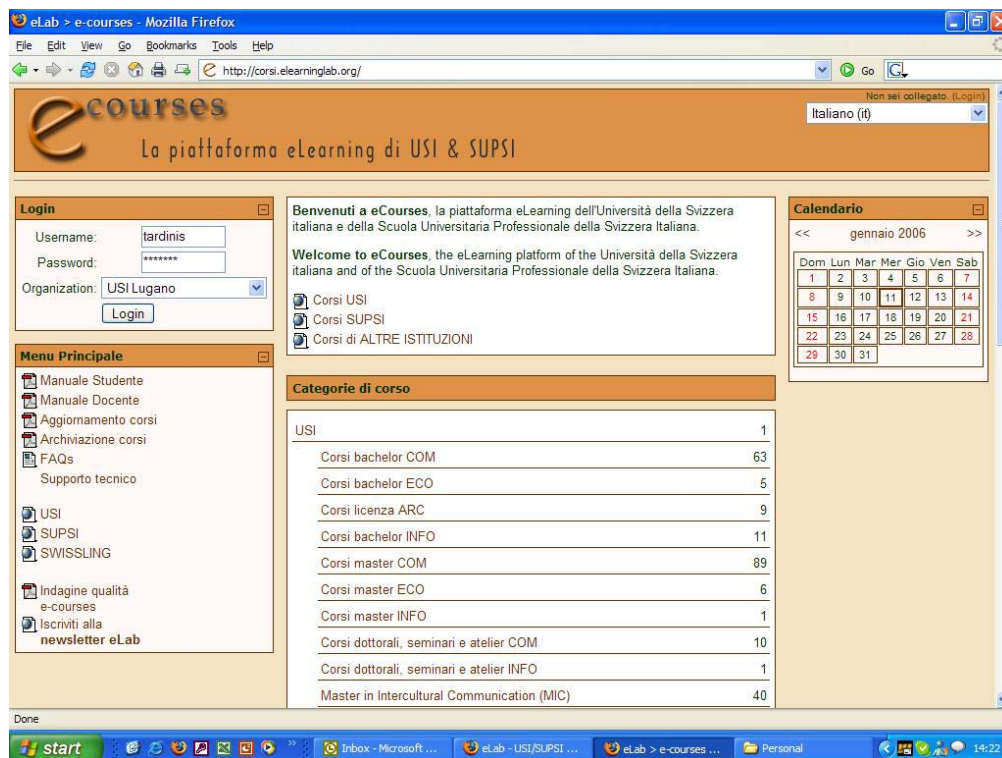 eLab > e-courses - Mozilla Firefox
File Edit View Go Bookmarks Tools Help
http://corsi.elearninglab.org/
Go
G
ecourses
La piattaforma eLearning di USI & SUPSI
Non sei collegato. (Login)
Italiano (it)
Login
Username: tardinis
Password: *******
Organization: USI Lugano
Login
Menu Principale
Manuale Studente
Manuale Docente
Aggiornamento corsi
Archiviazione corsi
FAQs
Supporto tecnico
USI
SUPSI
SWISSLING
Indagine qualità
e-courses
Iscriviti alla
newsletter eLab
Benvenuti a eCourses, la piattaforma eLearning dell'Università della Svizzera
italiana e della Scuola Universitaria Professionale della Svizzera Italiana.
Welcome to eCourses, the eLearning platform of the Università della Svizzera
italiana and of the Scuola Universitaria Professionale della Svizzera Italiana.
Corsi USI
Corsi SUPSI
Corsi di ALTRE ISTITUZIONI
Categorie di corso
USI 1
Corsi bachelor COM 63
Corsi bachelor ECO 5
Corsi licenza ARC 9
Corsi bachelor INFO 11
Corsi master COM 89
Corsi master ECO 6
Corsi master INFO 1
Corsi dottorali, seminari e atelier COM 10
Corsi dottorali, seminari e atelier INFO 1
Master in Intercultural Communication (MIC) 40
Calendario
<< gennaio 2006 >>
Dom Lun Mar Mer Gio Ven Sab
1 2 3 4 5 6 7
8 9 10 11 12 13 14
15 16 17 18 19 20 21
22 23 24 25 26 27 28
29 30 31
Done
start
Inbox - Microsoft ...
eLab - USI/SUPSI ...
eLab > e-courses ...
Personal
14:22